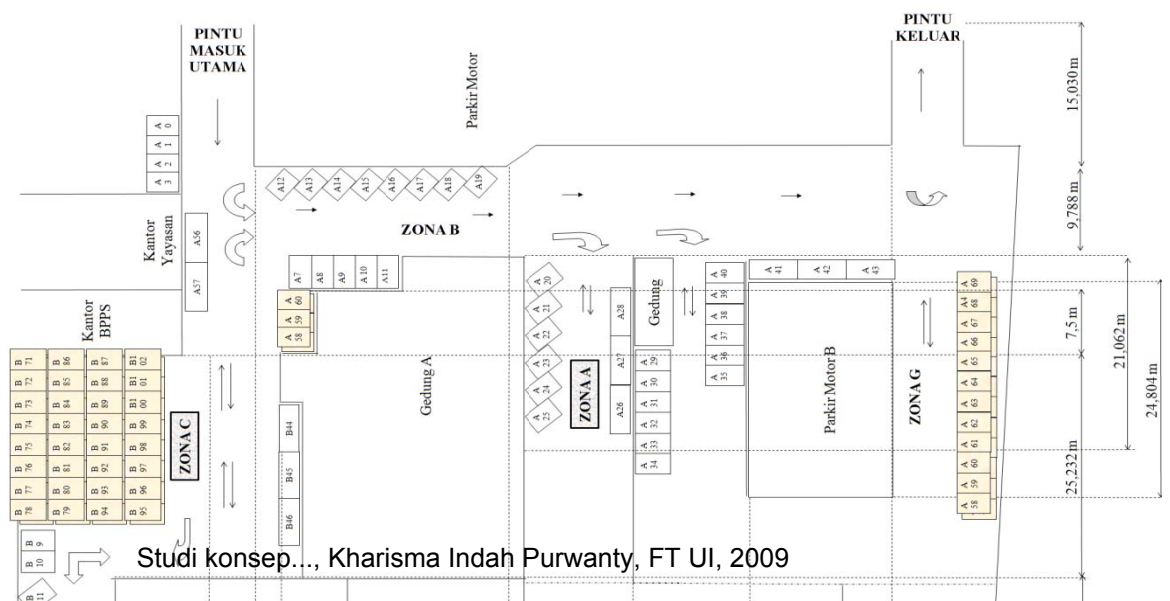 PINTU
MASUK
UTAMA
PINTU
KELUAR
Parkir Motor
15,030 m
A 0
A 1
A 2
A 3
A12
A13
A14
A15
A16
A17
A18
A19
9,788 m
Kantor
Yayasan
A56
A57
ZONA B
A7
A8
A9
A 10
A11
A 60
A 59
A 58
A 20
A 21
A 22
A 23
A 24
A 25
A28
A27
A26
Gedung
A 29
A 30
A 31
A 32
A 33
A 34
A 40
A 39
A 38
A 37
A 36
A 35
A 41
A 42
A 43
A 69
A4 68
A 67
A 66
A 65
A 64
A 63
A 62
A 61
A 60
A 59
A 58
7,5 m
21,062 m
24,804 m
25,232 m
Kantor
BPPS
B 71
B 72
B 73
B 74
B 75
B 76
B 77
B 78
B 86
B 85
B 84
B 83
B 82
B 81
B 80
B 79
B 87
B 88
B 89
B 90
B 91
B 92
B 93
B 94
B1 02
B1 01
B1 00
B 99
B 98
B 97
B 96
B 95
ZONA C
B44
B45
B46
Gedung A
ZONA A
Parkir Motor B
ZONA G
B 9
B 10
B 11
Studi konsep..., Kharisma Indah Purwanty, FT UI, 2009